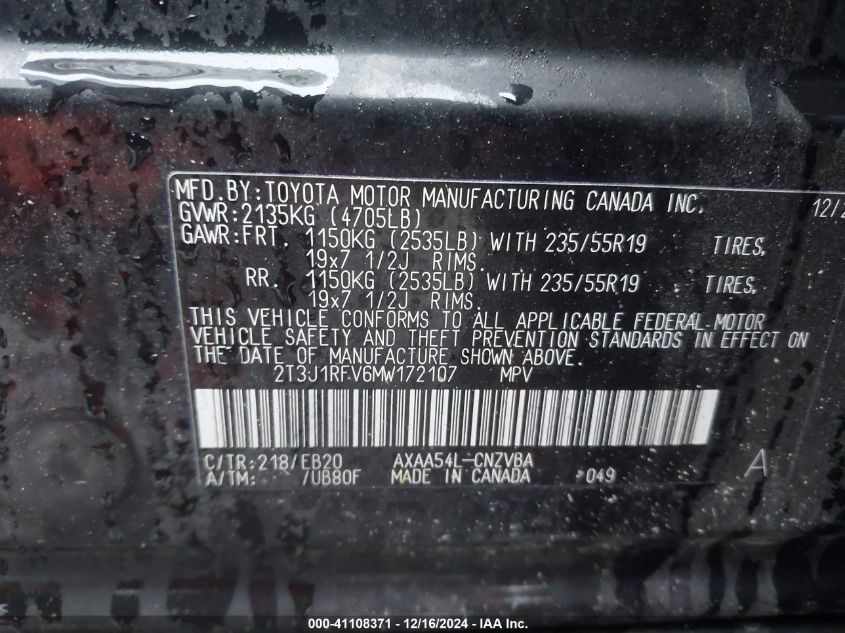 MFD.BY:TOYOTA MOTOR MANUFACTURING CANADA INC. 12/2
GVWR:2135KG (4705LB)
GAWR:FRT. 1150KG (2535LB) WITH 235/55R19 TIRES,
19x7 1/2J RIMS.
RR. 1150KG (2535LB) WITH 235/55R19 TIRES,
19x7 1/2J RIMS.
THIS VEHICLE CONFORMS TO ALL APPLICABLE FEDERAL MOTOR
VEHICLE SAFETY AND THEFT PREVENTION STANDARDS IN EFFECT ON
THE DATE OF MANUFACTURE SHOWN ABOVE.
2T3J1RFV6MW172107 MPV
C/TR:218/EB20 AXAA54L-CNZVBA A
A/TM: /UB80F MADE IN CANADA *049
000-41108371 - 12/16/2024 - IAA Inc.